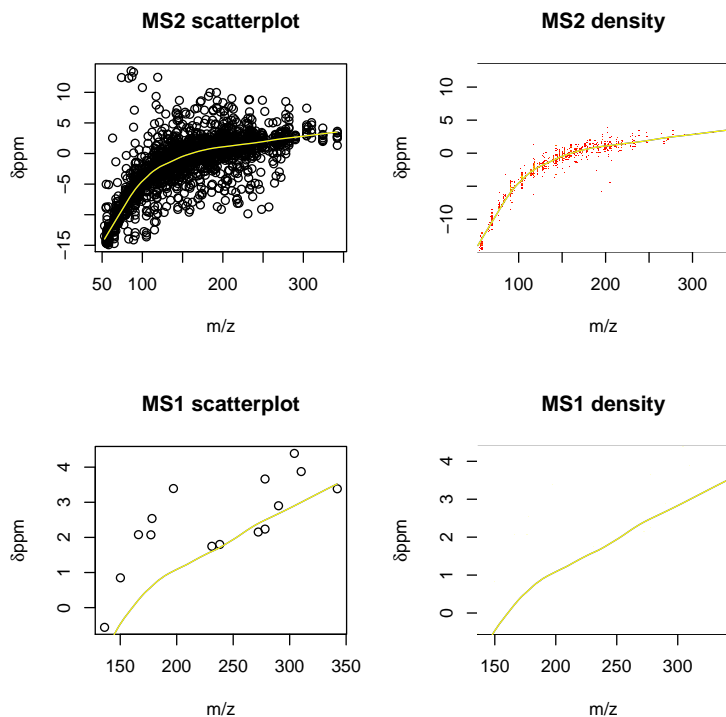 MS2 scatterplot
δppm
10
5
0
−5
−15
50 100 200 300
m/z
MS2 density
δppm
10
5
0
−10
100 200 300
m/z
MS1 scatterplot
δppm
4
3
2
1
0
150 200 250 300 350
m/z
MS1 density
δppm
4
3
2
1
0
150 200 250 300
m/z